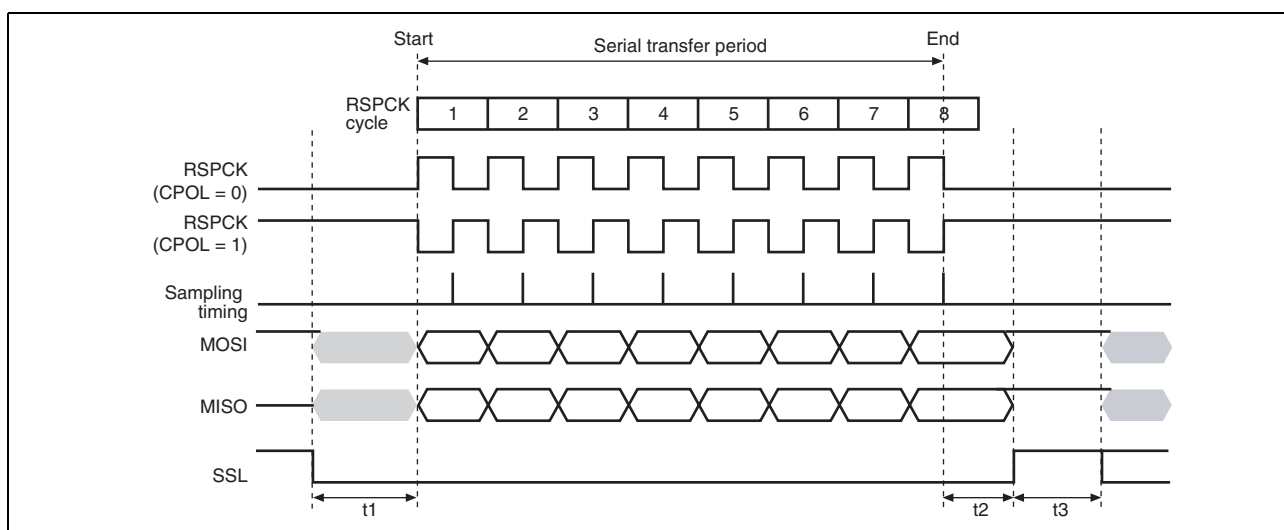 Start
Serial transfer period
End
RSPCK
cycle
1 2 3 4 5 6 7 8
RSPCK
(CPOL = 0)
RSPCK
(CPOL = 1)
Sampling
timing
MOSI
MISO
SSL
t1
t2
t3